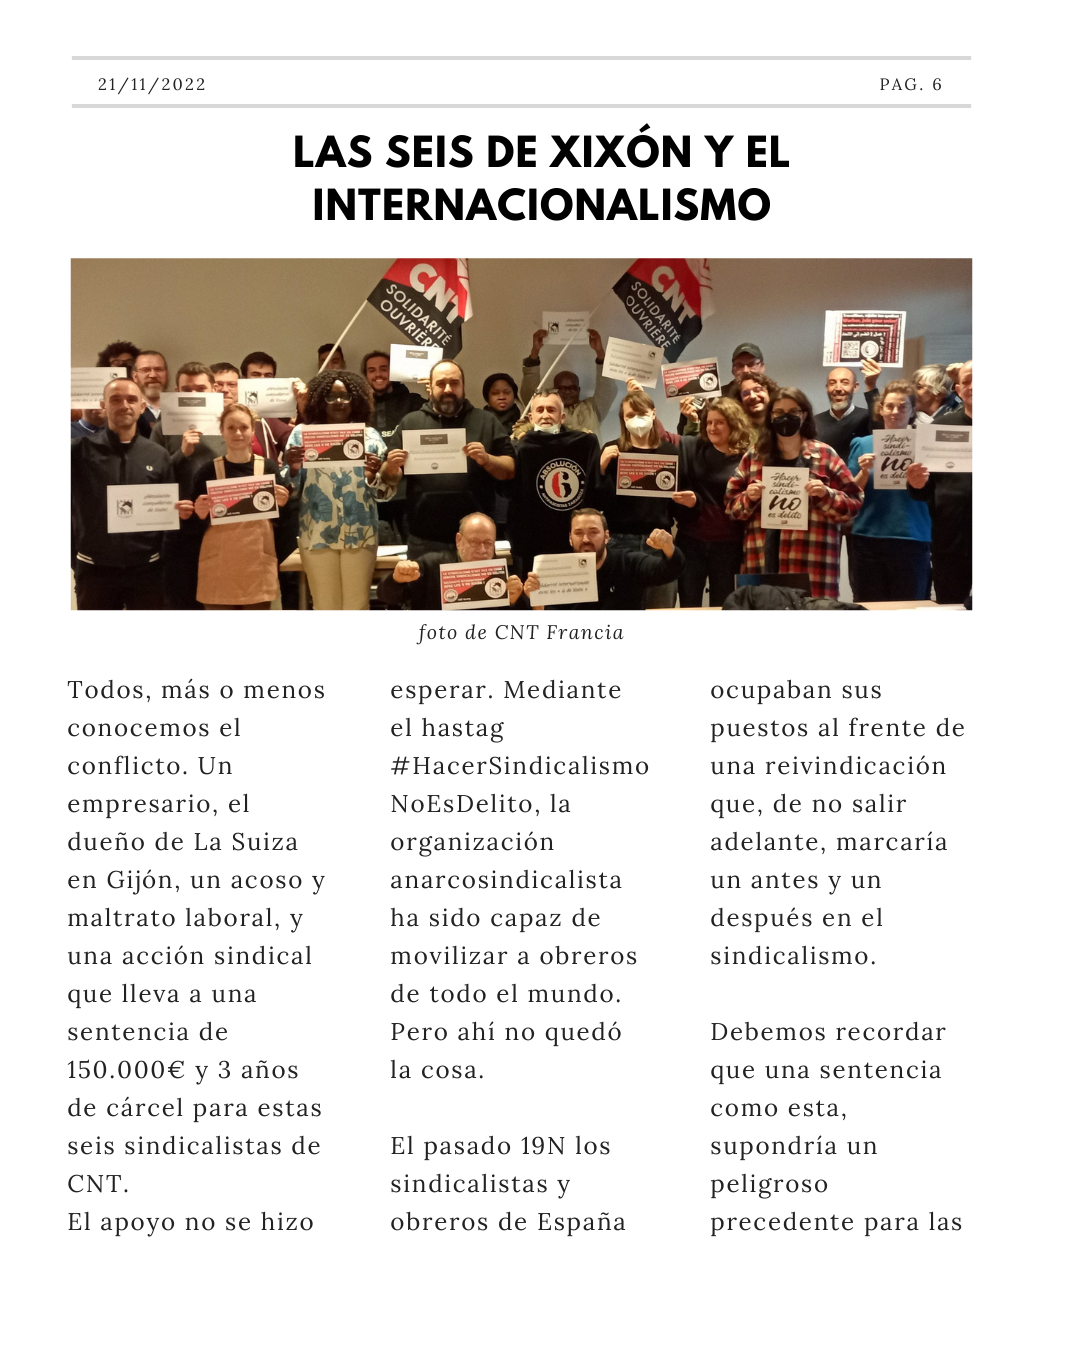 21/11/2022
PAG. 6
LAS SEIS DE XIXÓN Y EL
INTERNACIONALISMO
CNT
SOLIDARITÉ
OUVRIÈRE
CNT
SOLIDARITÉ
OUVRIÈRE
ABSOLUCIÓN
6
Hacer
sindi-
calismo
no
es delito
Hacer
sindi-
calismo
no
es delito
foto de CNT Francia
Todos, más o menos
conocemos el
conflicto. Un
empresario, el
dueño de La Suiza
en Gijón, un acoso y
maltrato laboral, y
una acción sindical
que lleva a una
sentencia de
150.000€ y 3 años
de cárcel para estas
seis sindicalistas de
CNT.
El apoyo no se hizo
esperar. Mediante
el hastag
#HacerSindicalismo
NoEsDelito, la
organización
anarcosindicalista
ha sido capaz de
movilizar a obreros
de todo el mundo.
Pero ahí no quedó
la cosa.
El pasado 19N los
sindicalistas y
obreros de España
ocupaban sus
puestos al frente de
una reivindicación
que, de no salir
adelante, marcaría
un antes y un
después en el
sindicalismo.
Debemos recordar
que una sentencia
como esta,
supondría un
peligroso
precedente para las